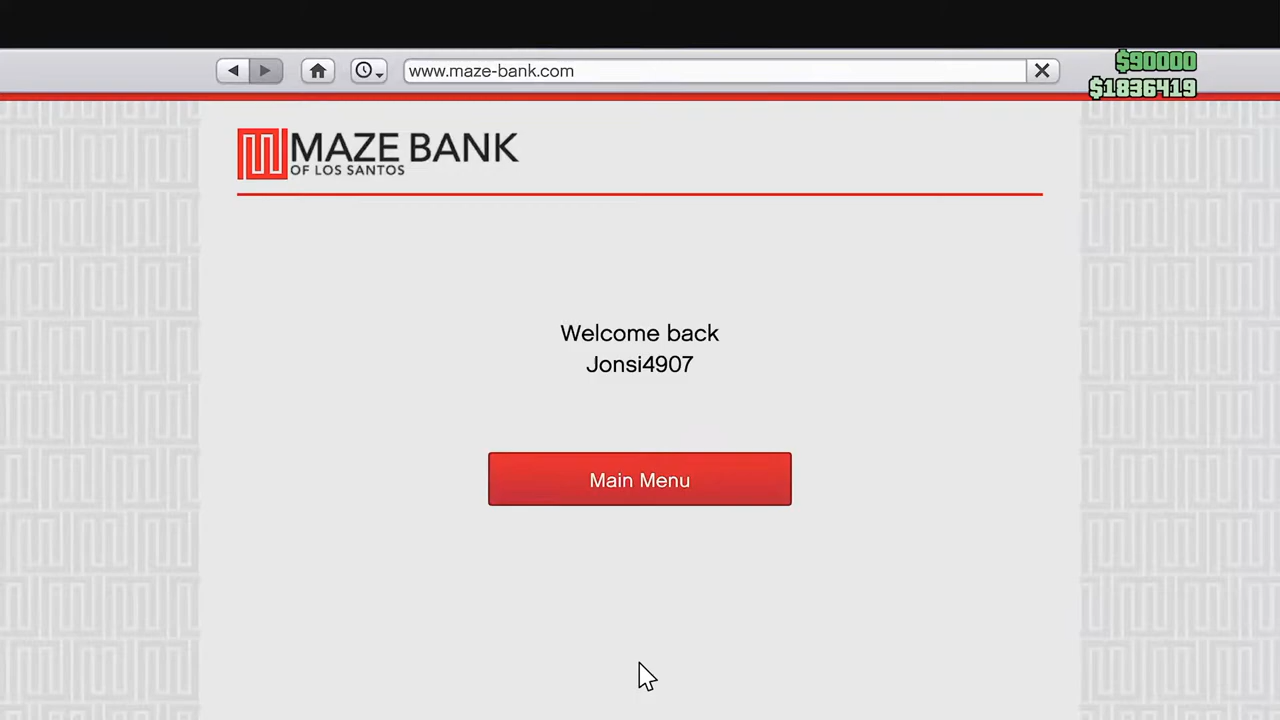 www.maze-bank.com
$90000
$1836419
MAZE BANK
OF LOS SANTOS
Welcome back
Jonsi4907
Main Menu